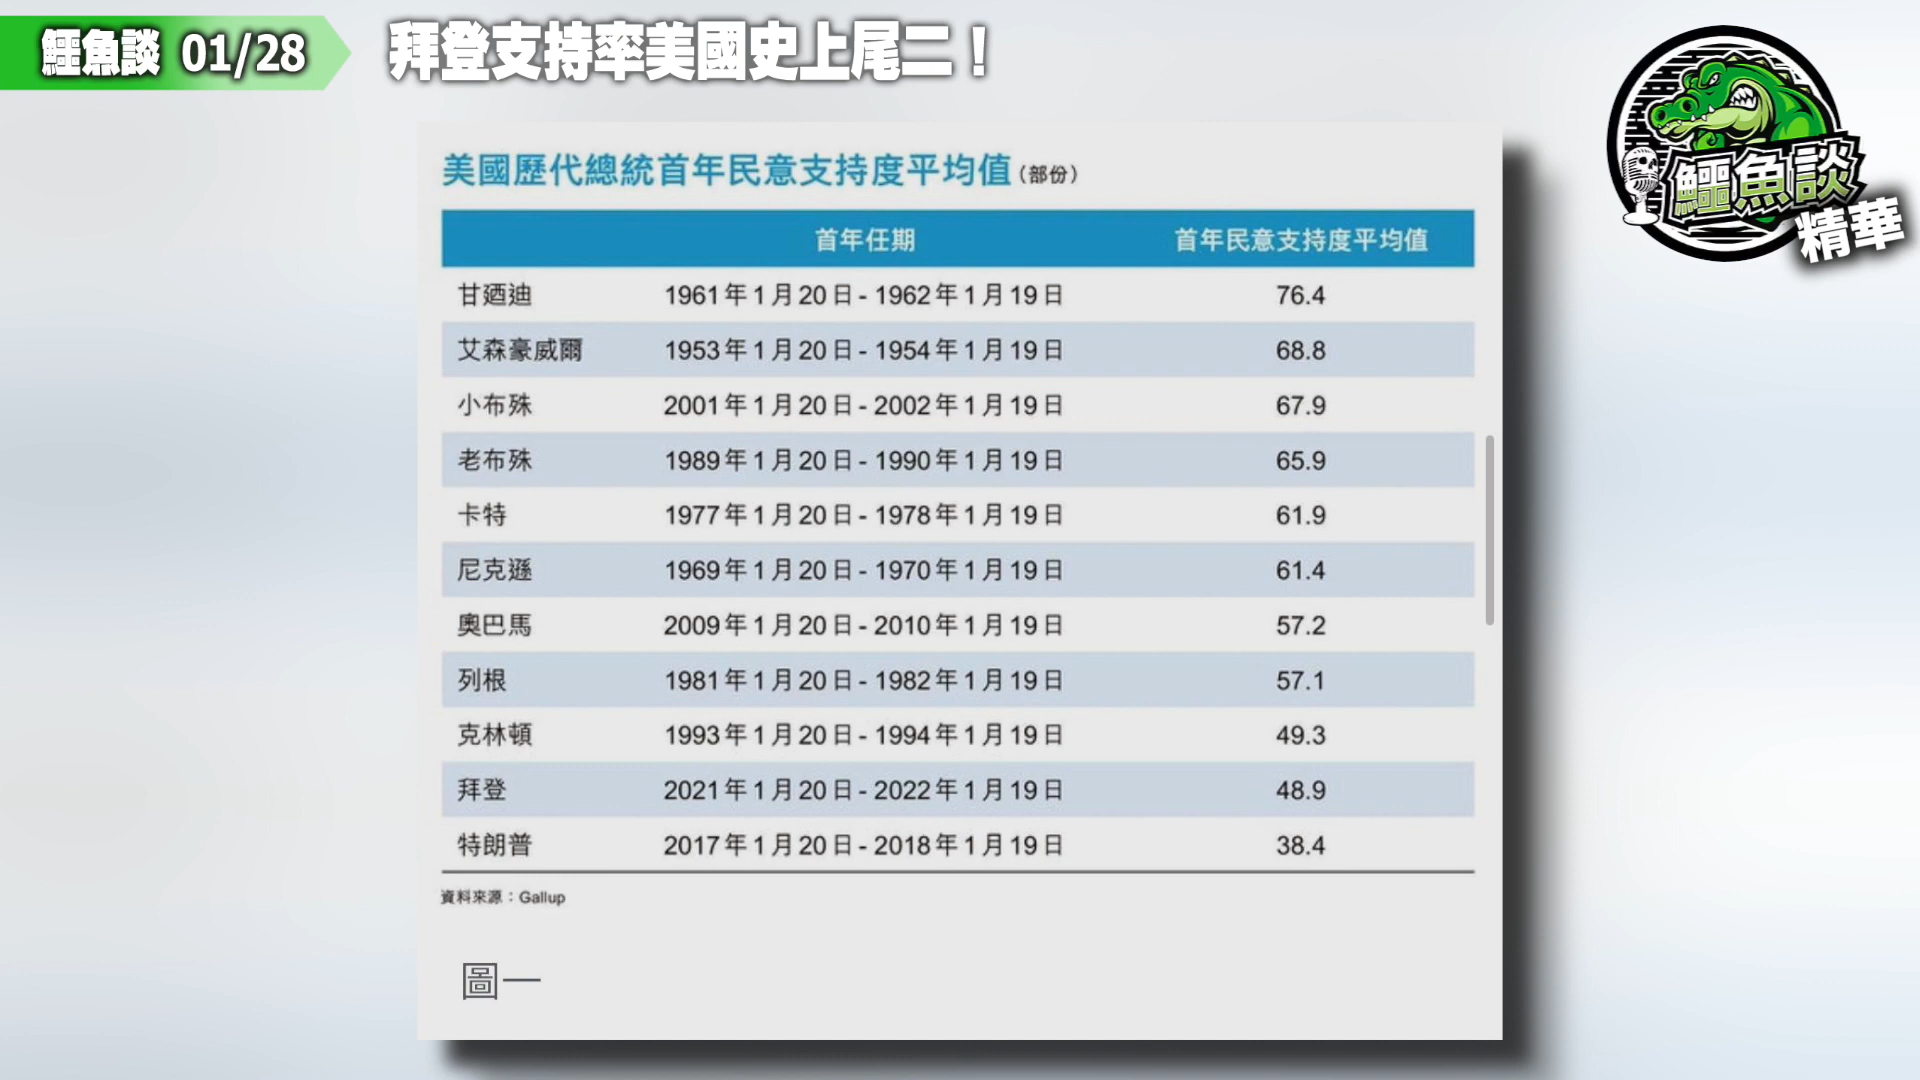 鱷魚談 01/28
拜登支持率美國史上尾二！
鱷魚談
精華
美國歷代總統首年民意支持度平均值（部份）
首年任期 首年民意支持度平均值
甘迺迪 1961年1月20日-1962年1月19日 76.4
艾森豪威爾 1953年1月20日-1954年1月19日 68.8
小布殊 2001年1月20日-2002年1月19日 67.9
老布殊 1989年1月20日-1990年1月19日 65.9
卡特 1977年1月20日-1978年1月19日 61.9
尼克遜 1969年1月20日-1970年1月19日 61.4
奧巴馬 2009年1月20日-2010年1月19日 57.2
列根 1981年1月20日-1982年1月19日 57.1
克林頓 1993年1月20日-1994年1月19日 49.3
拜登 2021年1月20日-2022年1月19日 48.9
特朗普 2017年1月20日-2018年1月19日 38.4
資料來源：Gallup
圖一